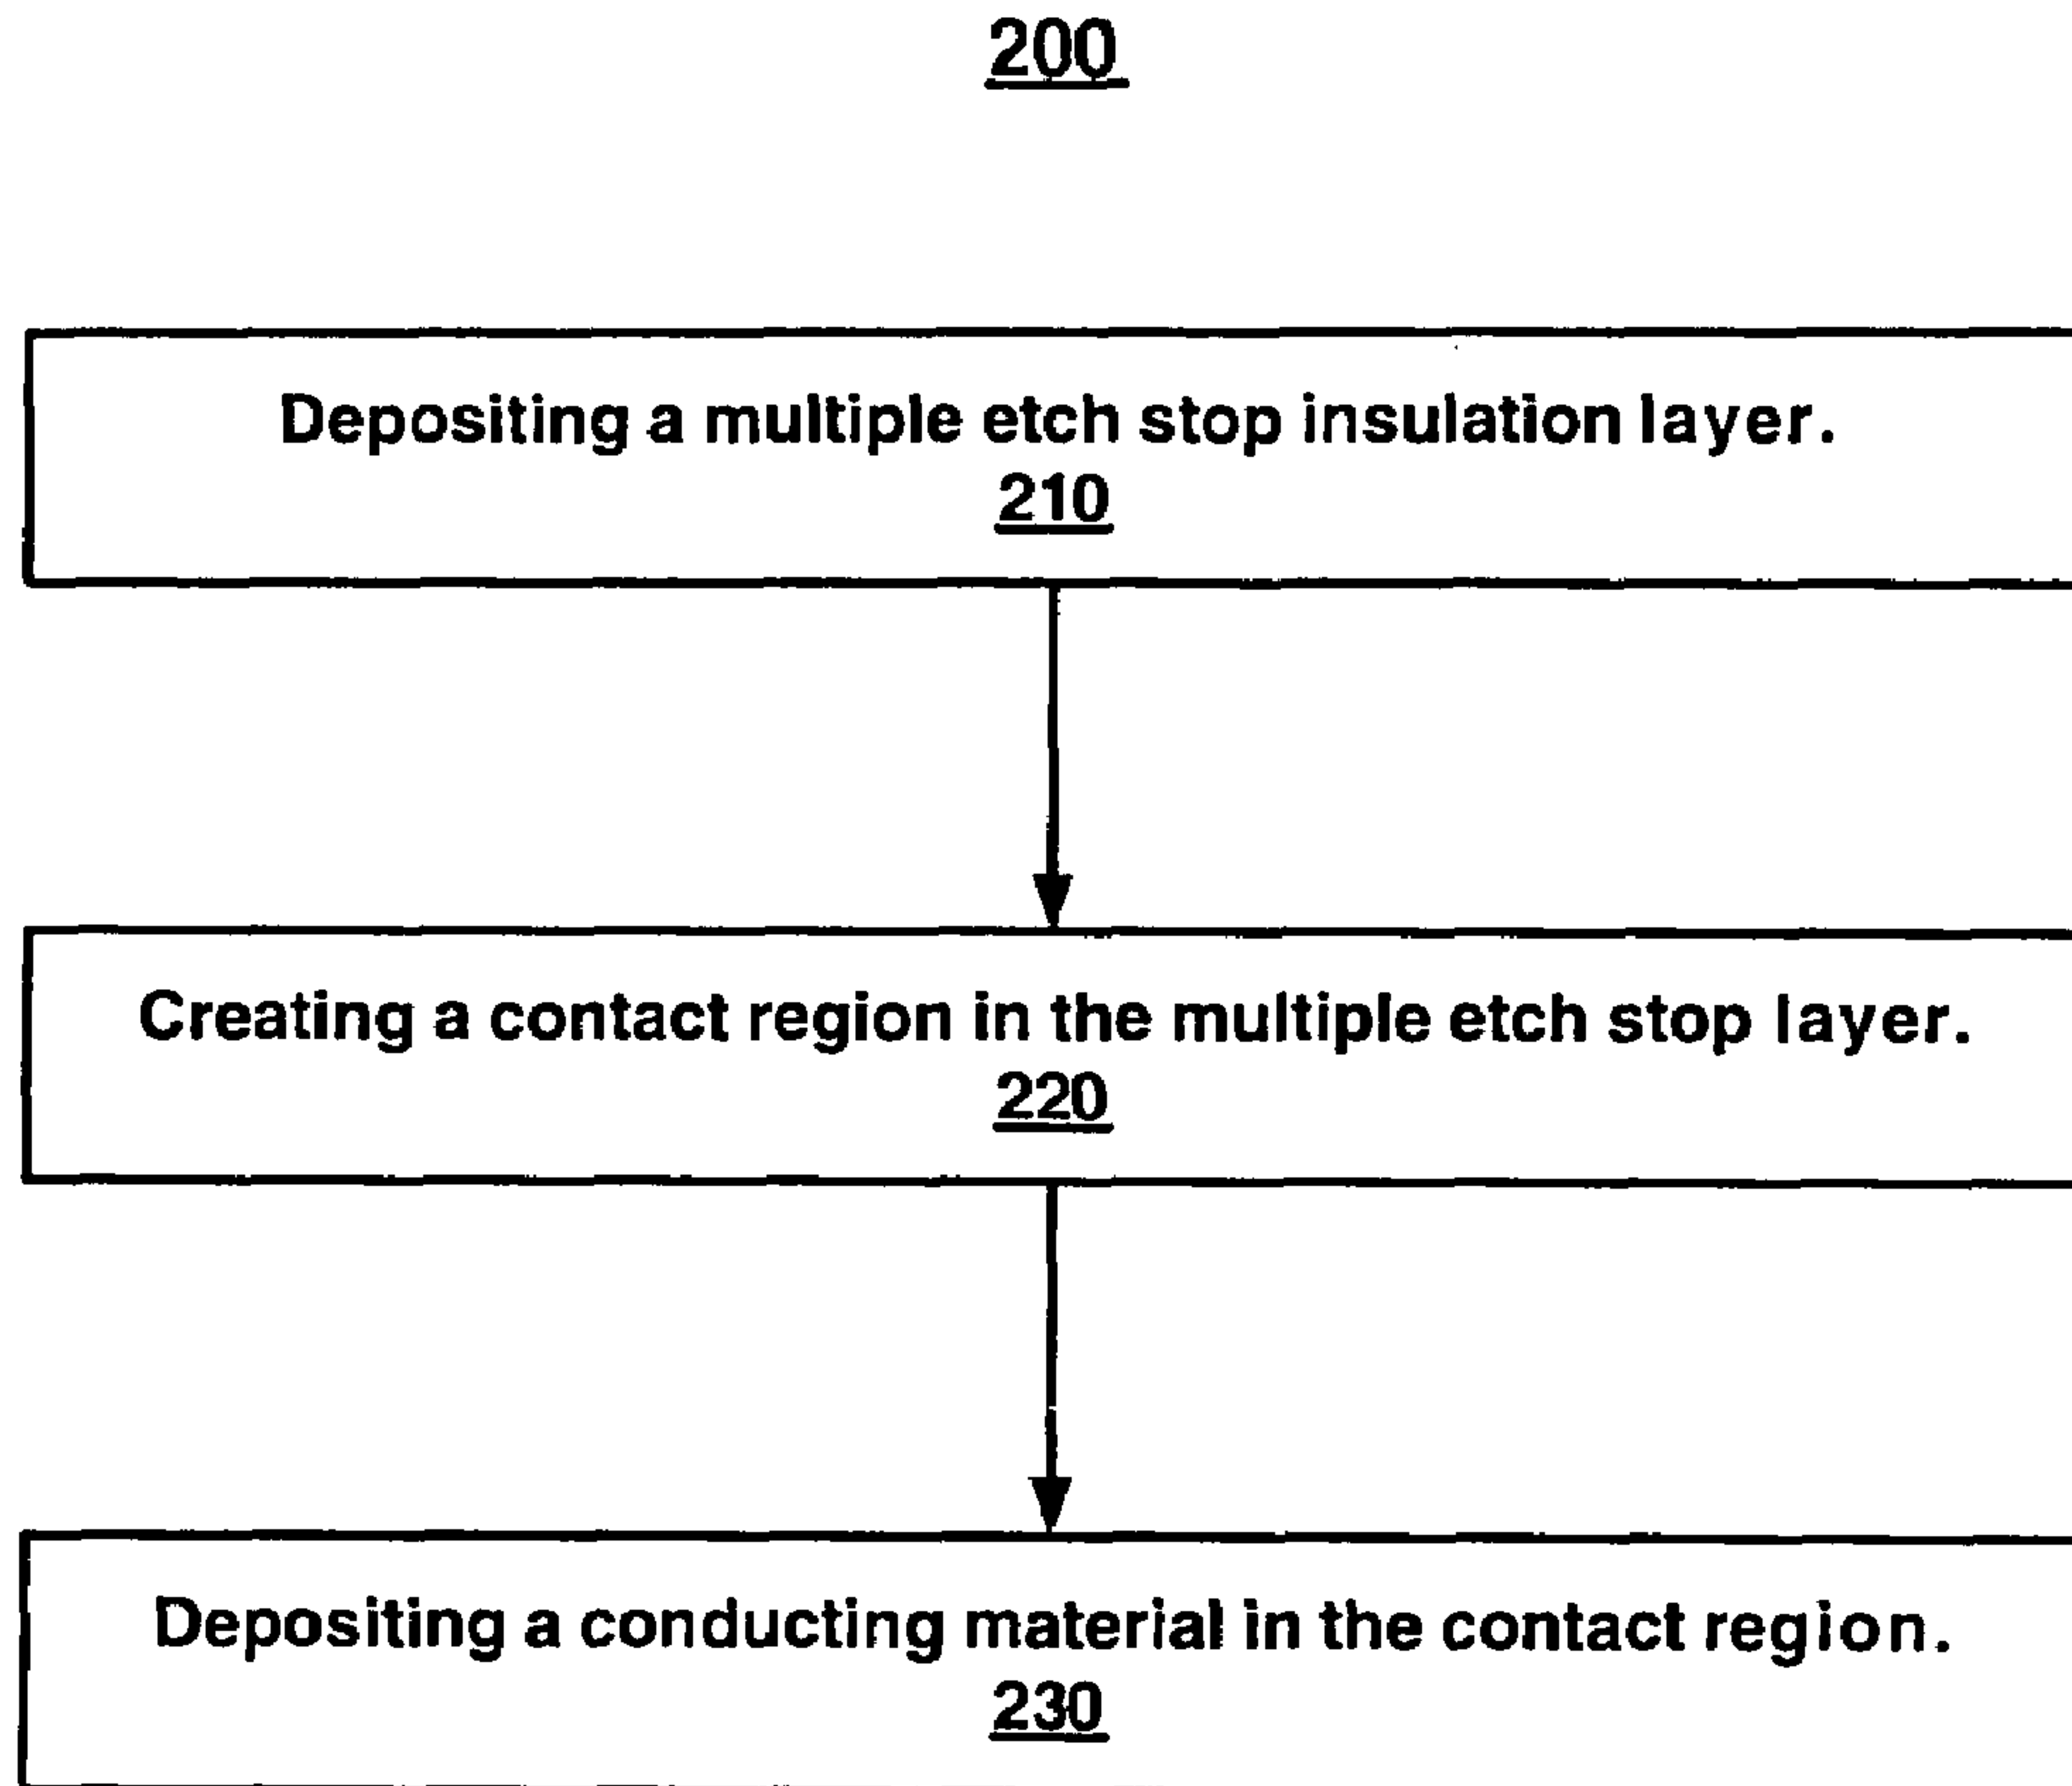 200
Depositing a multiple etch stop insulation layer.
210
Creating a contact region in the multiple etch stop layer.
220
Depositing a conducting material in the contact region.
230